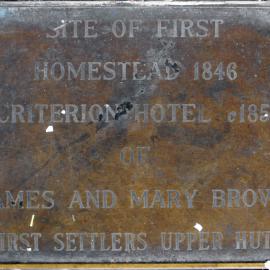 SITE OF FIRST
HOMESTEAD 1846
CRITERION HOTEL c185
OF
AMES AND MARY BROW
IRST SETTLERS UPPER HUT